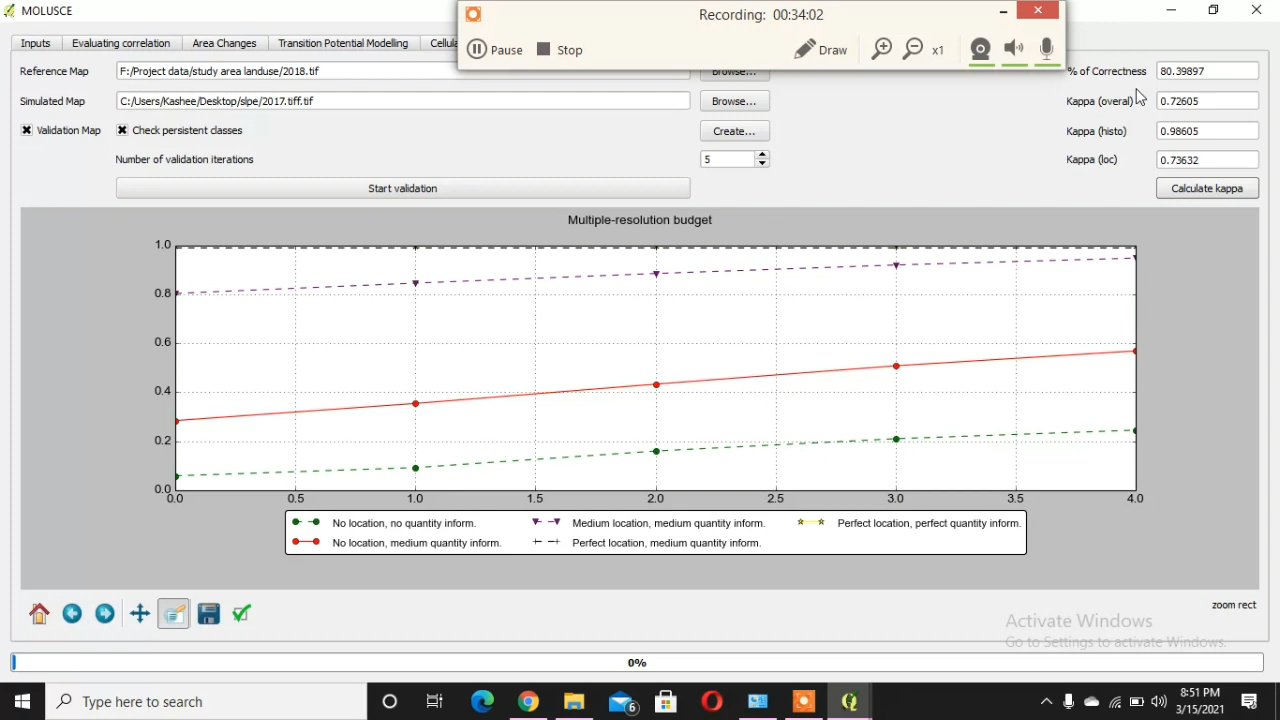 MOLUSCE
Recording: 00:34:02
Pause
Stop
Draw
x1
Inputs
Evaluating correlation
Area Changes
Transition Potential Modelling
Cellula
Reference Map
F:/Project data/study area landuse/2018.tif
Browse...
% of Correctness
80.39897
Simulated Map
C:/Users/Kashee/Desktop/slpe/2017.tiff.tif
Browse...
Kappa (overal)
0.72605
Validation Map
Check persistent classes
Create...
Kappa (histo)
0.98605
Number of validation iterations
5
Kappa (loc)
0.73632
Start validation
Calculate kappa
Multiple-resolution budget
1.0
0.8
0.6
0.4
0.2
0.0
0.0 0.5 1.0 1.5 2.0 2.5 3.0 3.5 4.0
No location, no quantity inform.
Medium location, medium quantity inform.
Perfect location, perfect quantity inform.
No location, medium quantity inform.
Perfect location, medium quantity inform.
zoom rect
Activate Windows
Go to Settings to activate Windows.
0%
Type here to search
6
8:51 PM
3/15/2021